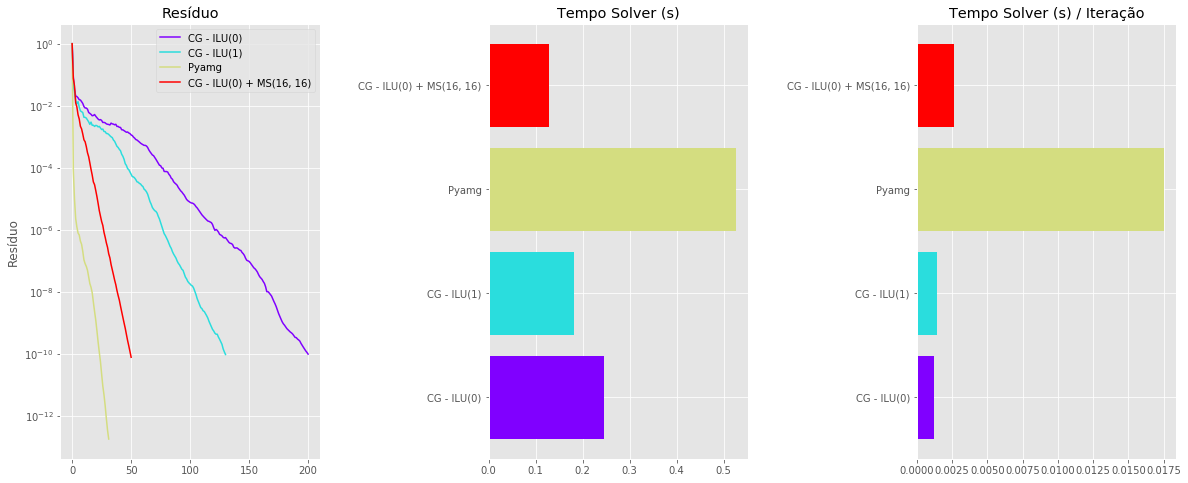 Resíduo
CG - ILU(0)
CG - ILU(1)
Pyamg
CG - ILU(0) + MS(16, 16)
Resíduo
10^0
10^-2
10^-4
10^-6
10^-8
10^-10
10^-12
0 50 100 150 200
Tempo Solver (s)
CG - ILU(0) + MS(16, 16)
Pyamg
CG - ILU(1)
CG - ILU(0)
0.0 0.1 0.2 0.3 0.4 0.5
Tempo Solver (s) / Iteração
CG - ILU(0) + MS(16, 16)
Pyamg
CG - ILU(1)
CG - ILU(0)
0.0000 0.0025 0.0050 0.0075 0.0100 0.0125 0.0150 0.0175